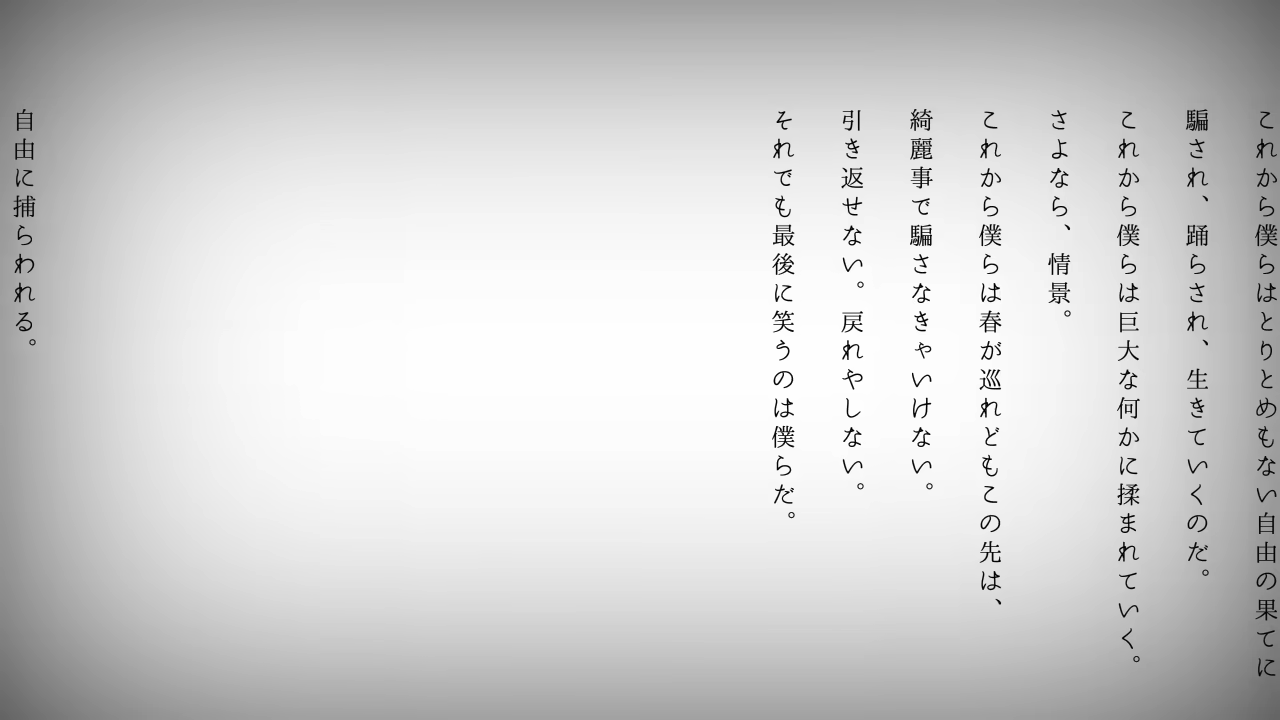 これから僕らはとりとめもない自由の果てに
騙され、踊らされ、生きていくのだ。
これから僕らは巨大な何かに揉まれていく。
さよなら、情景。
これから僕らは春が巡れどもこの先は、
綺麗事で騙さなきゃいけない。
引き返せない。戻れやしない。
それでも最後に笑うのは僕らだ。
自由に捕らわれる。